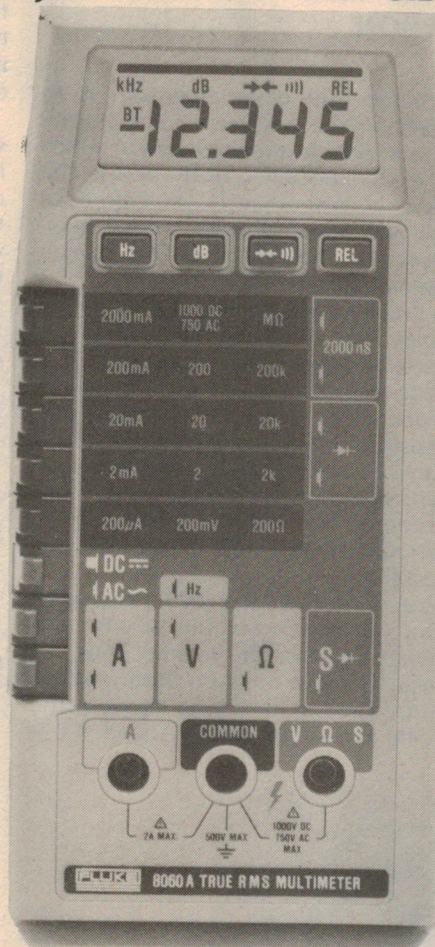 kHz dB REL
BT
-12.345
Hz dB REL
2000mA 1000 DC 750 AC MΩ
2000nS
200mA 200 200k
20mA 20 20k
2mA 2 2k
200µA 200mV 200Ω
DC
AC Hz
A V Ω S
A COMMON V Ω S
2A MAX 500V MAX 1000V DC 750V AC MAX
FLUKE 8060A TRUE RMS MULTIMETER